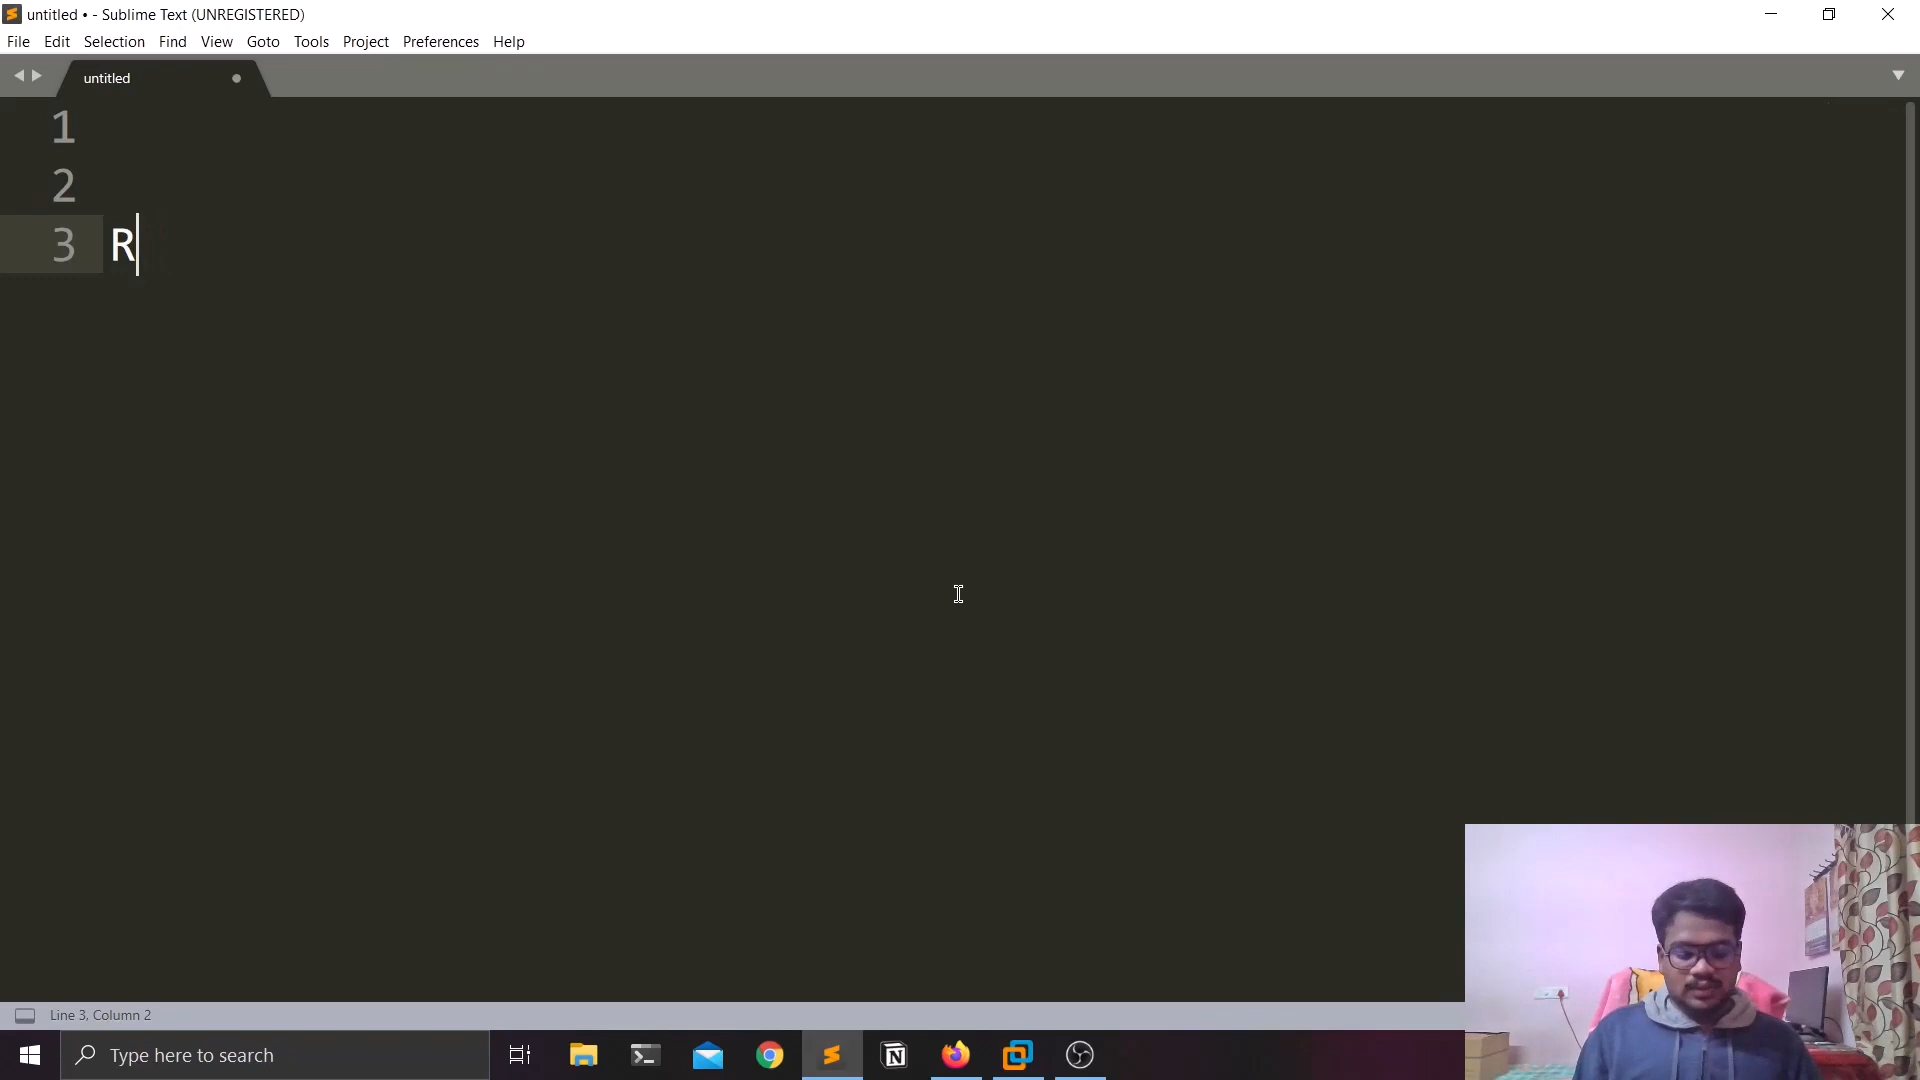 untitled • - Sublime Text (UNREGISTERED)
File Edit Selection Find View Goto Tools Project Preferences Help
untitled
1
2
3 R
Line 3, Column 2
Type here to search